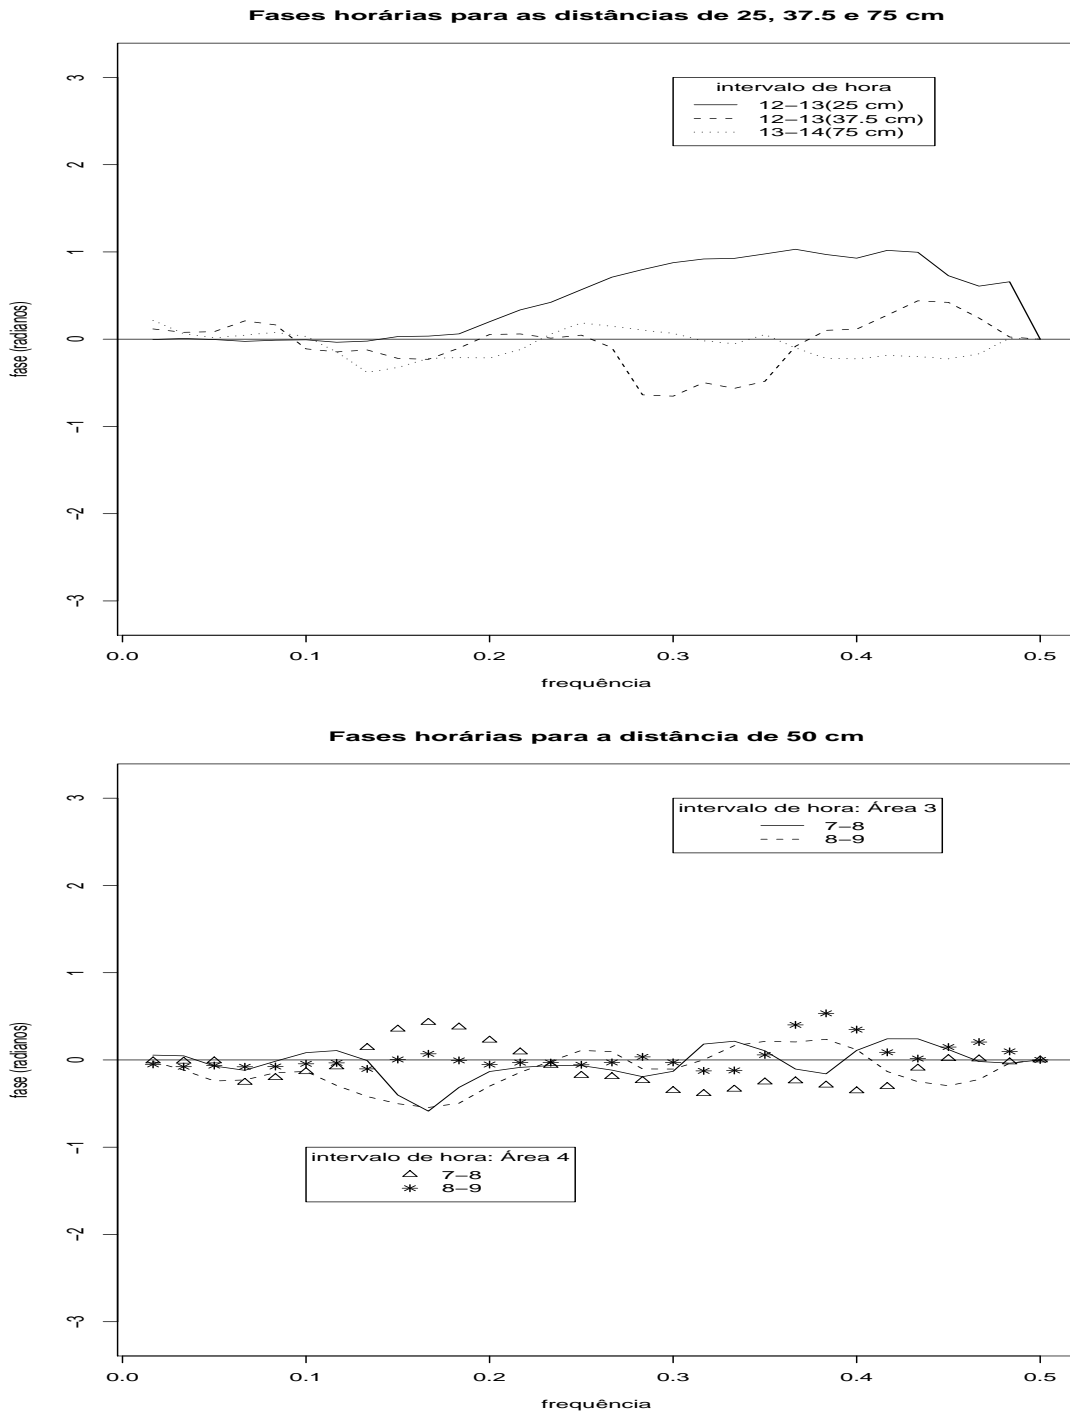 Fases horárias para as distâncias de 25, 37.5 e 75 cm
intervalo de hora
12−13(25 cm)
12−13(37.5 cm)
13−14(75 cm)
fase (radianos)
3
2
1
0
-1
-2
-3
0.0 0.1 0.2 0.3 0.4 0.5
frequência
Fases horárias para a distância de 50 cm
intervalo de hora: Área 3
7−8
8−9
fase (radianos)
3
2
1
0
-1
-2
-3
intervalo de hora: Área 4
7−8
8−9
0.0 0.1 0.2 0.3 0.4 0.5
frequência